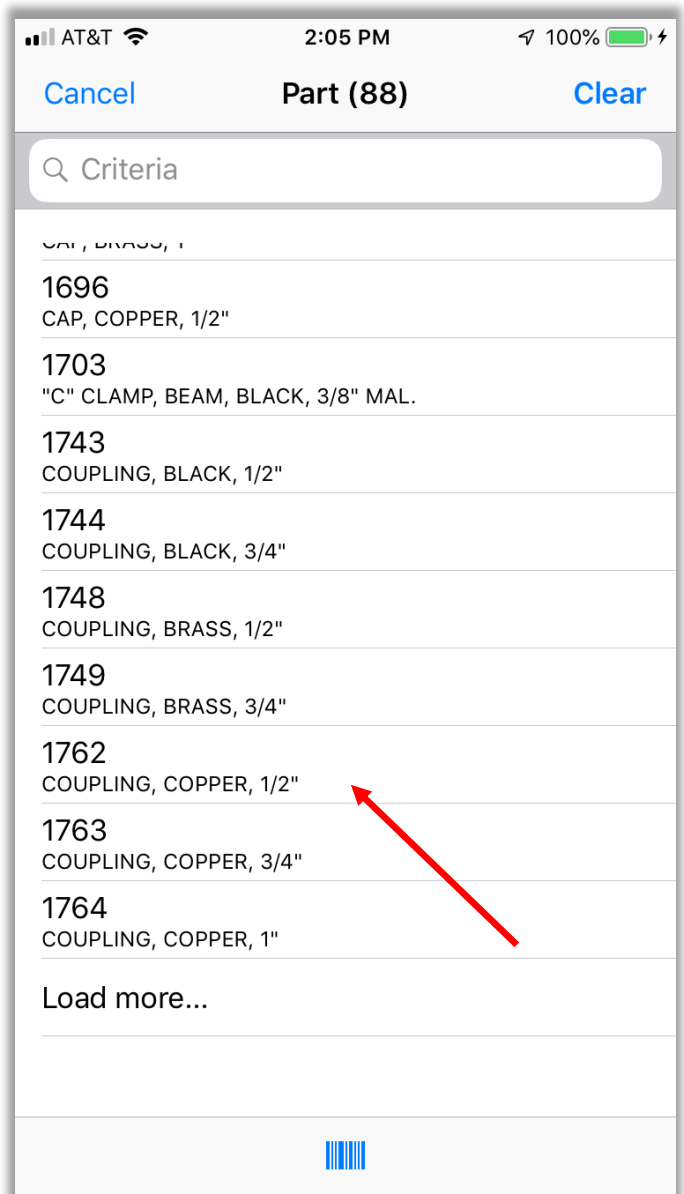 AT&T 2:05 PM 100%
Cancel Part (88) Clear
Criteria
CAP, BRASS, 1"
1696
CAP, COPPER, 1/2"
1703
"C" CLAMP, BEAM, BLACK, 3/8" MAL.
1743
COUPLING, BLACK, 1/2"
1744
COUPLING, BLACK, 3/4"
1748
COUPLING, BRASS, 1/2"
1749
COUPLING, BRASS, 3/4"
1762
COUPLING, COPPER, 1/2"
1763
COUPLING, COPPER, 3/4"
1764
COUPLING, COPPER, 1"
Load more...